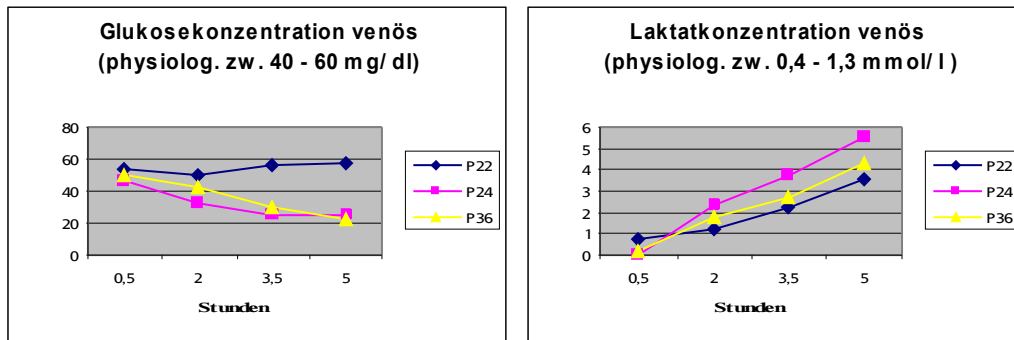 Glukosekonzentration venös
(physiolog. zw. 40 - 60 mg/ dl)
80
60
40
20
0
0,5 2 3,5 5
Stunden
P22
P24
P36
Laktatkonzentration venös
(physiolog. zw. 0,4 - 1,3 mmol/ l )
6
5
4
3
2
1
0
0,5 2 3,5 5
Stunden
P22
P24
P36